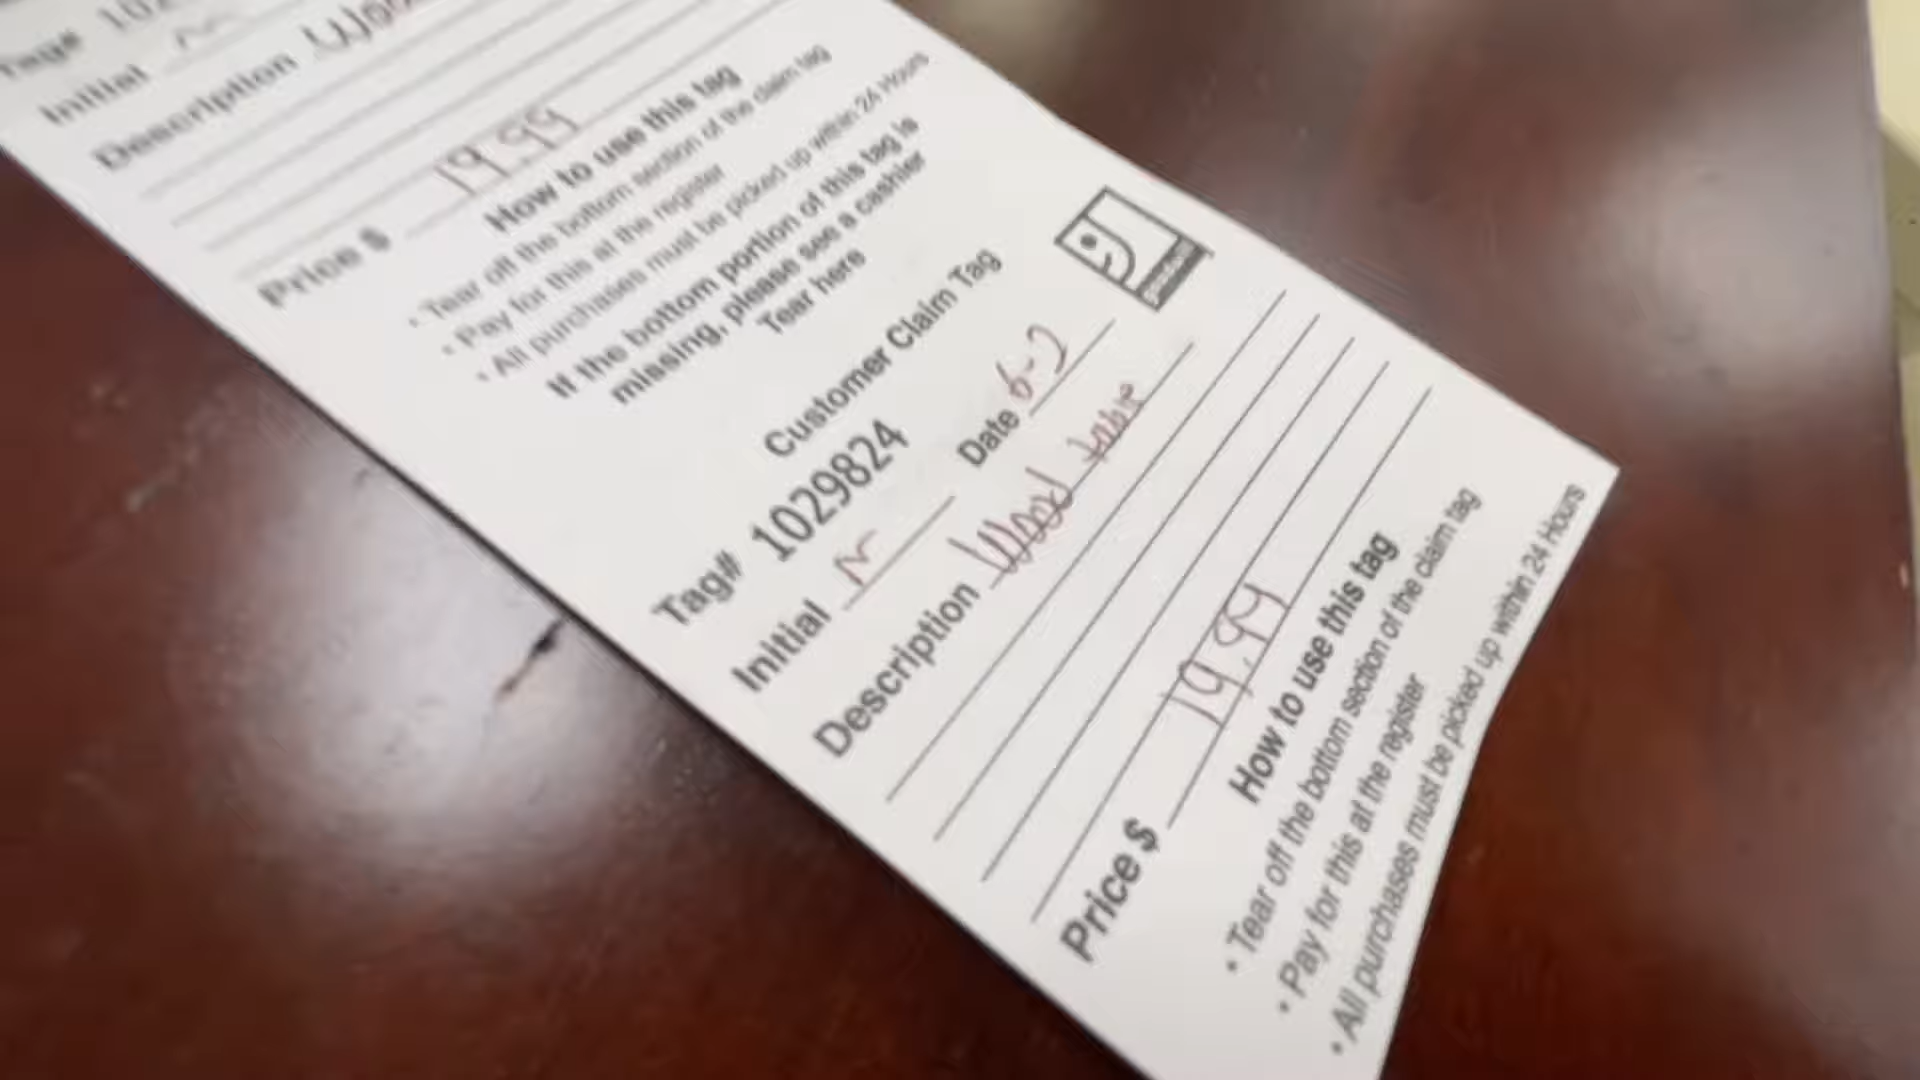 Tag# 102
Initial
Description Woo
Price $ 19.99
How to use this tag
• Tear off the bottom section of the claim tag
• Pay for this at the register
• All purchases must be picked up within 24 Hours
If the bottom portion of this tag is
missing, please see a cashier
Tear here
Customer Claim Tag
goodwill
Tag# 1029824
Initial Date 6-2
Description Wood table
Price $ 19.99
How to use this tag
• Tear off the bottom section of the claim tag
• Pay for this at the register
• All purchases must be picked up within 24 Hours